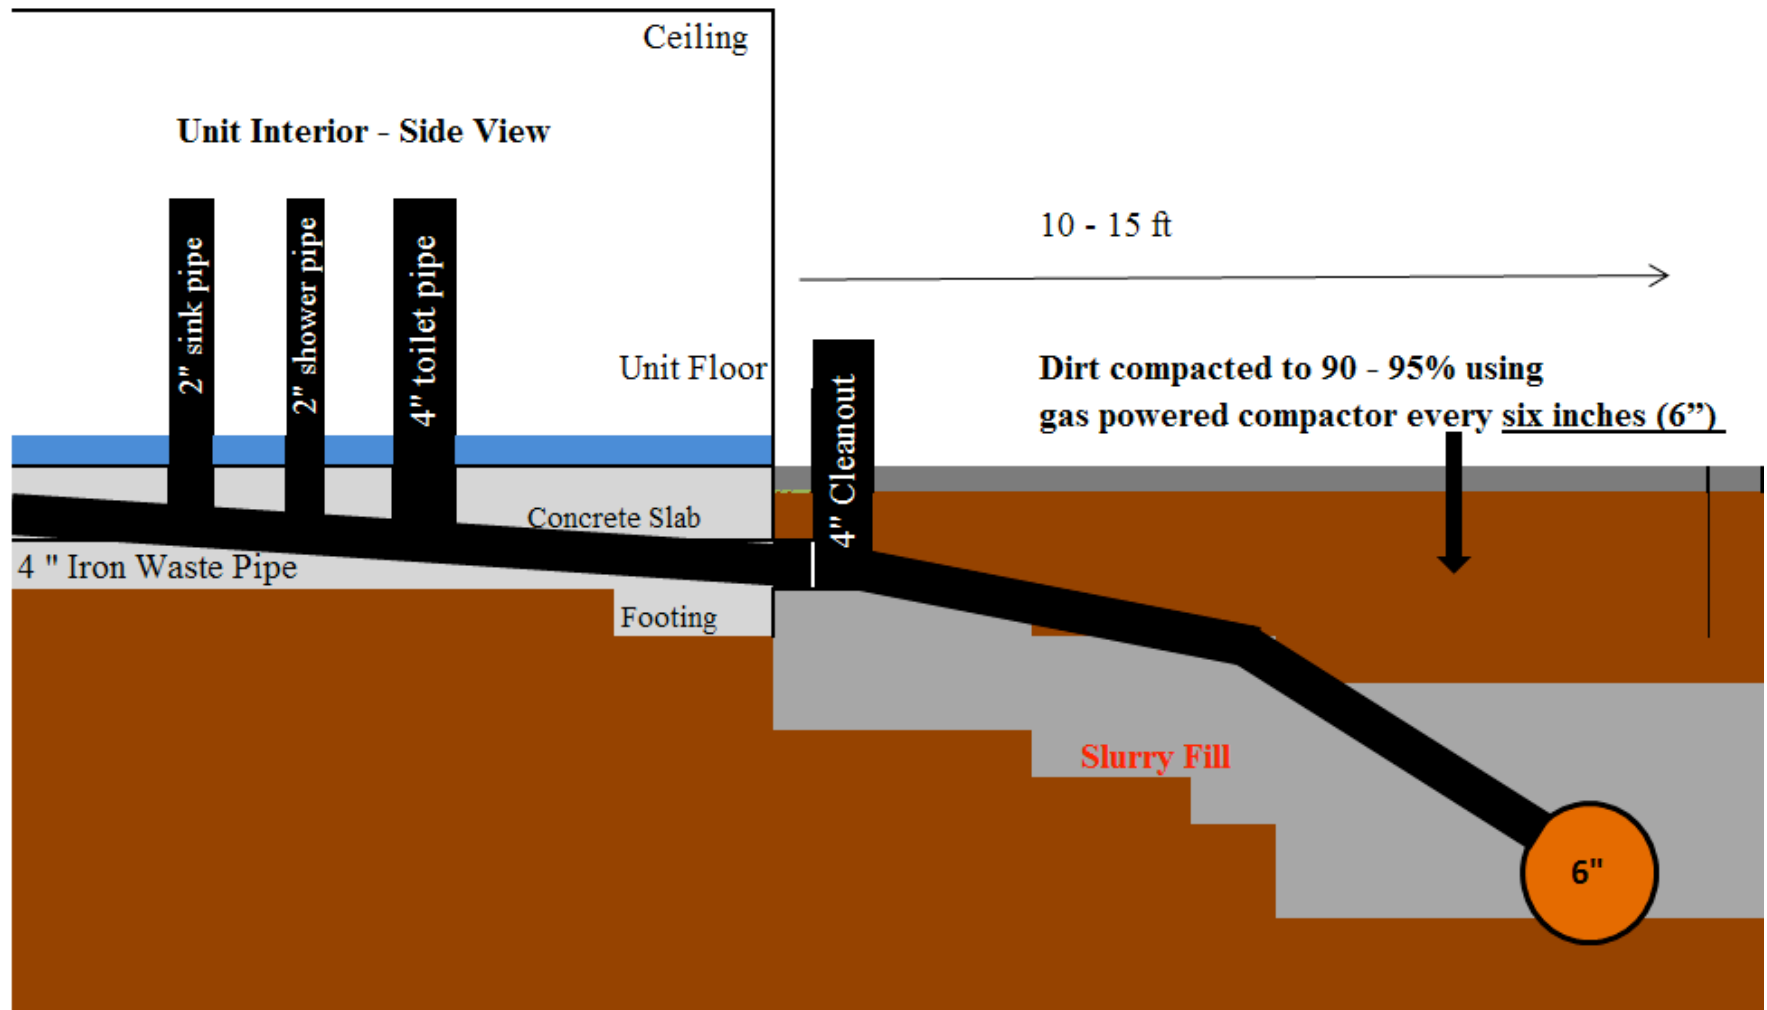 Ceiling
Unit Interior - Side View
10 - 15 ft
2" sink pipe
2" shower pipe
4" toilet pipe
Unit Floor
4" Cleanout
Dirt compacted to 90 - 95% using
gas powered compactor every six inches (6”)
Concrete Slab
4 " Iron Waste Pipe
Footing
Slurry Fill
6"